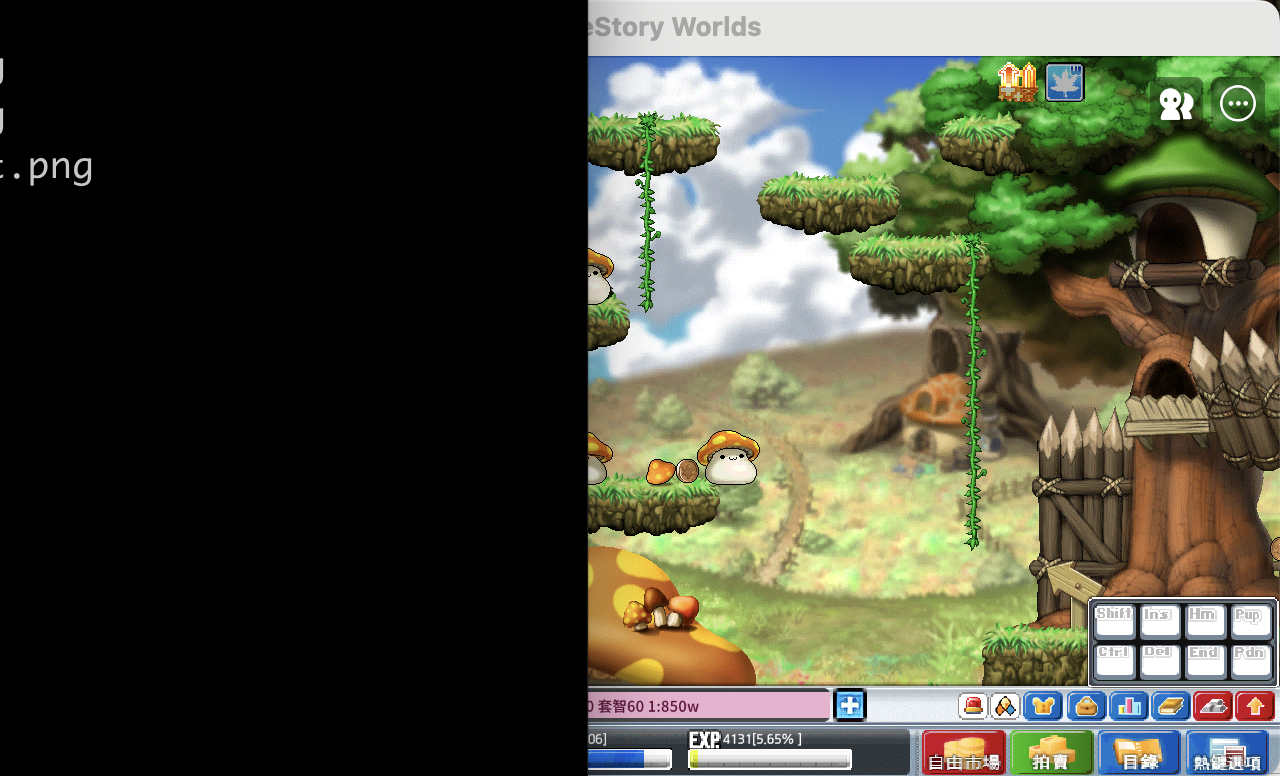 eStory Worlds
g
g
t.png
Shift Ins Hm Pup
Ctrl Del End Pdn
0 套智60 1:850w
06] EXP. 4131[5.65% ]
自由市場 拍賣 目錄 熱鍵選項